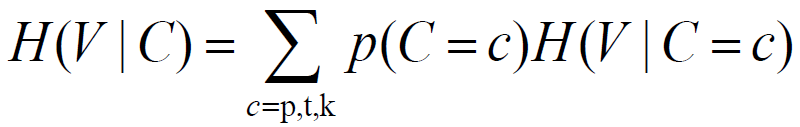 H(V | C) = ∑ p(C = c)H(V | C = c)
c=p,t,k